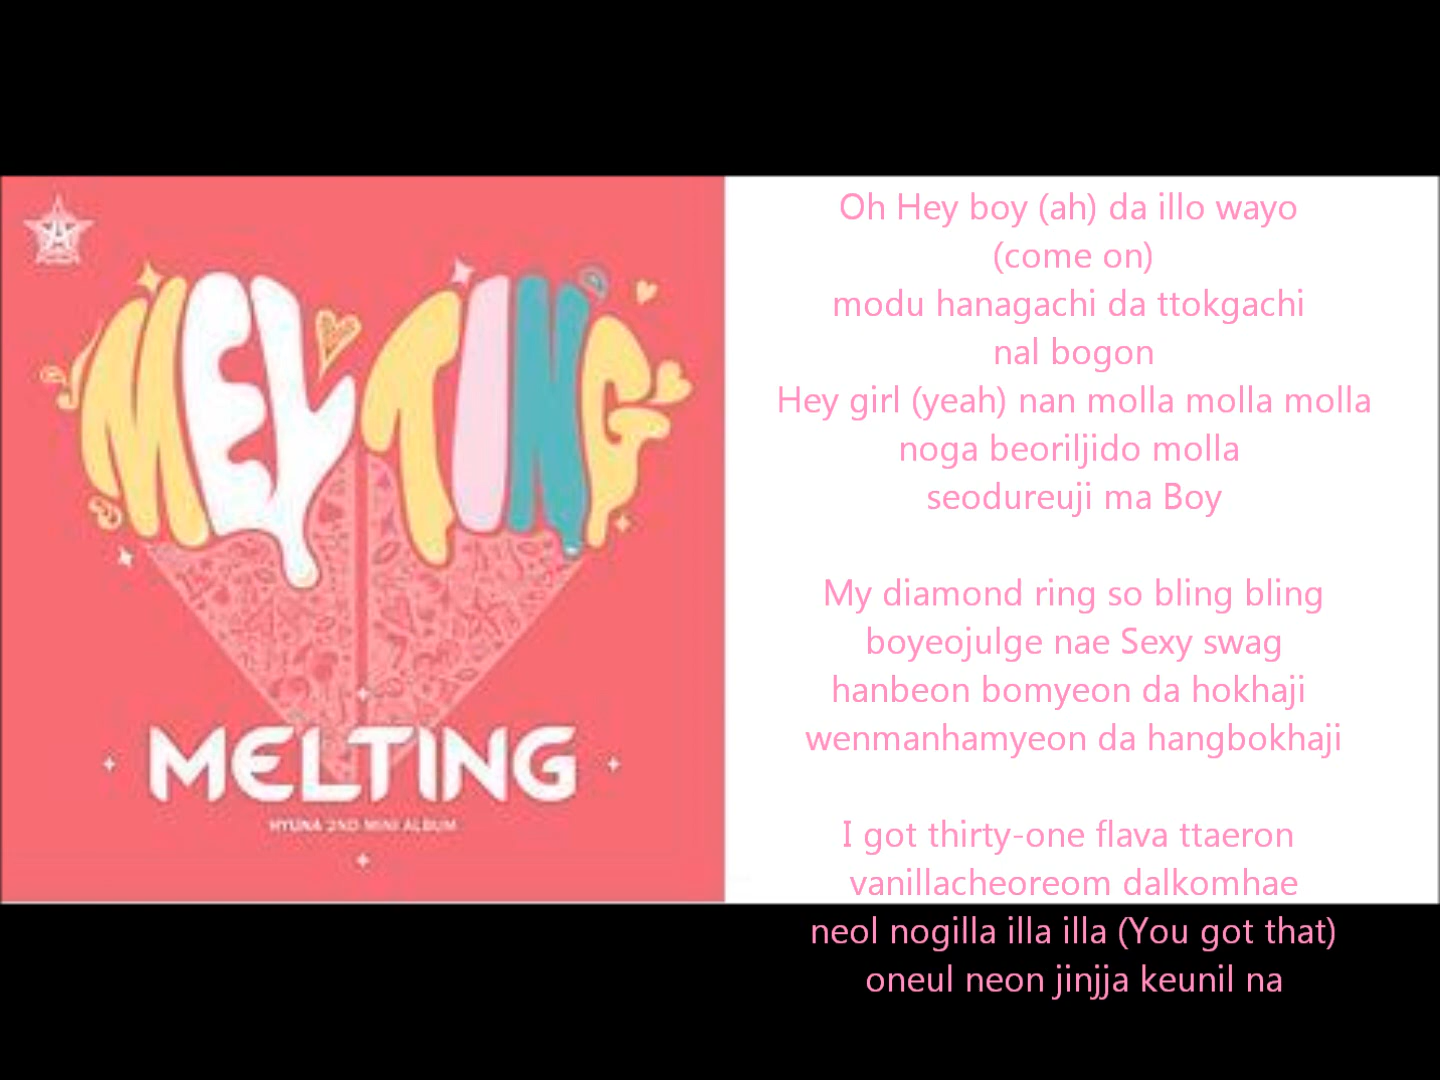 MELTING
MELTING
HYUNA 2ND MINI ALBUM
Oh Hey boy (ah) da illo wayo
(come on)
modu hanagachi da ttokgachi
nal bogon
Hey girl (yeah) nan molla molla molla
noga beoriljido molla
seodureuji ma Boy
My diamond ring so bling bling
boyeojulge nae Sexy swag
hanbeon bomyeon da hokhaji
wenmanhamyeon da hangbokhaji
I got thirty-one flava ttaeron
vanillacheoreom dalkomhae
neol nogilla illa illa (You got that)
oneul neon jinjja keunil na